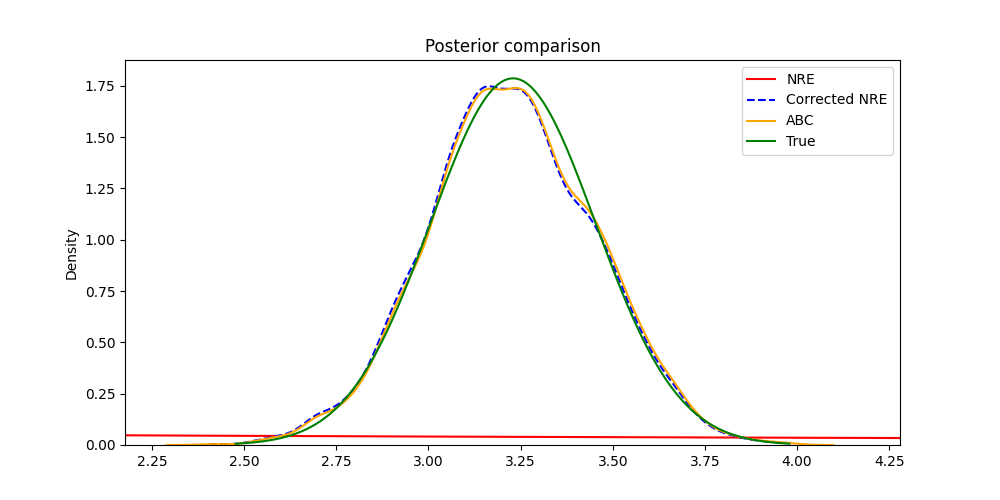 Posterior comparison
NRE
Corrected NRE
ABC
True
Density
1.75
1.50
1.25
1.00
0.75
0.50
0.25
0.00
2.25 2.50 2.75 3.00 3.25 3.50 3.75 4.00 4.25